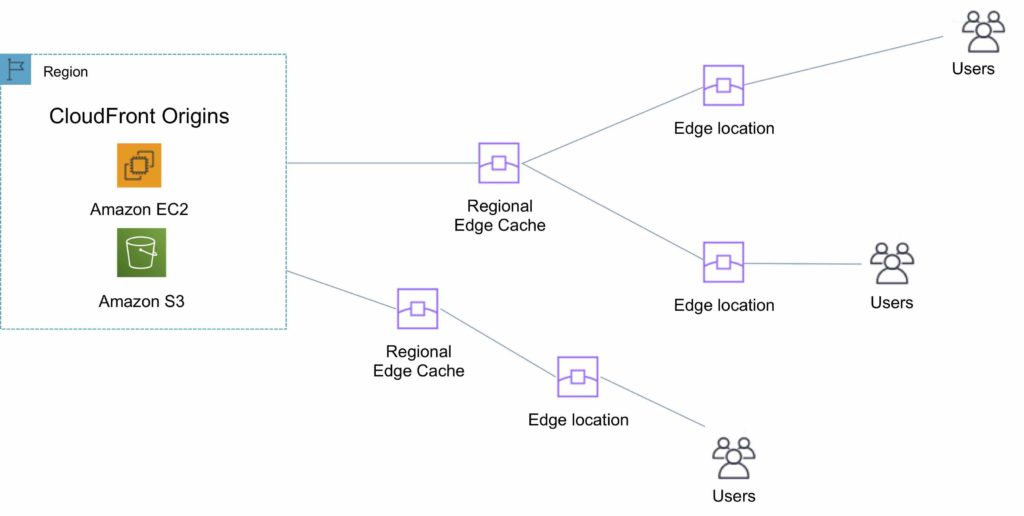 Region
CloudFront Origins
Amazon EC2
Amazon S3
Regional
Edge Cache
Edge location
Users
Edge location
Users
Regional
Edge Cache
Edge location
Users